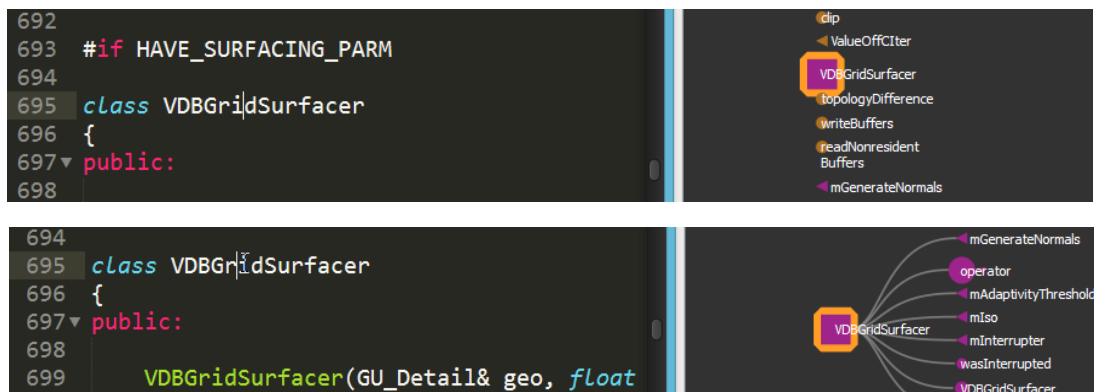 692
693 #if HAVE_SURFACING_PARM
694
695 class VDBGridSurfacer
696 {
697 public:
698
clip
ValueOffCIter
VDBGridSurfacer
topologyDifference
writeBuffers
readNonresident
Buffers
mGenerateNormals
694
695 class VDBGridSurfacer
696 {
697 public:
698
699 VDBGridSurfacer(GU_Detail& geo, float
mGenerateNormals
operator
mAdaptivityThreshold
mIso
VDBGridSurfacer
mInterrupter
wasInterrupted
VDBGridSurfacer